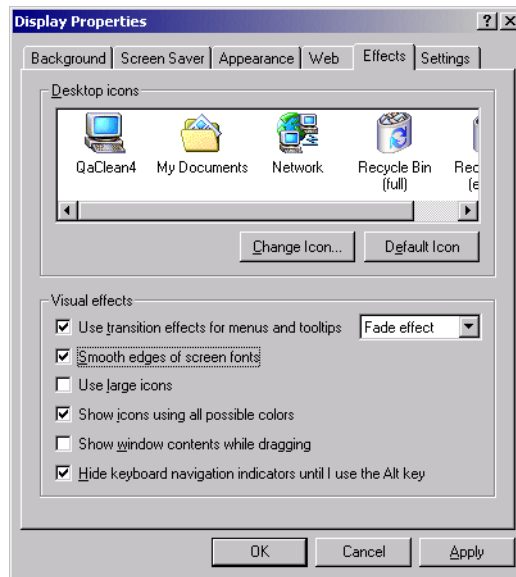 Display Properties
Background Screen Saver Appearance Web Effects Settings
Desktop icons
QaClean4 My Documents Network Recycle Bin Rec
(full) (e
Change Icon... Default Icon
Visual effects
Use transition effects for menus and tooltips Fade effect
Smooth edges of screen fonts
Use large icons
Show icons using all possible colors
Show window contents while dragging
Hide keyboard navigation indicators until I use the Alt key
OK Cancel Apply